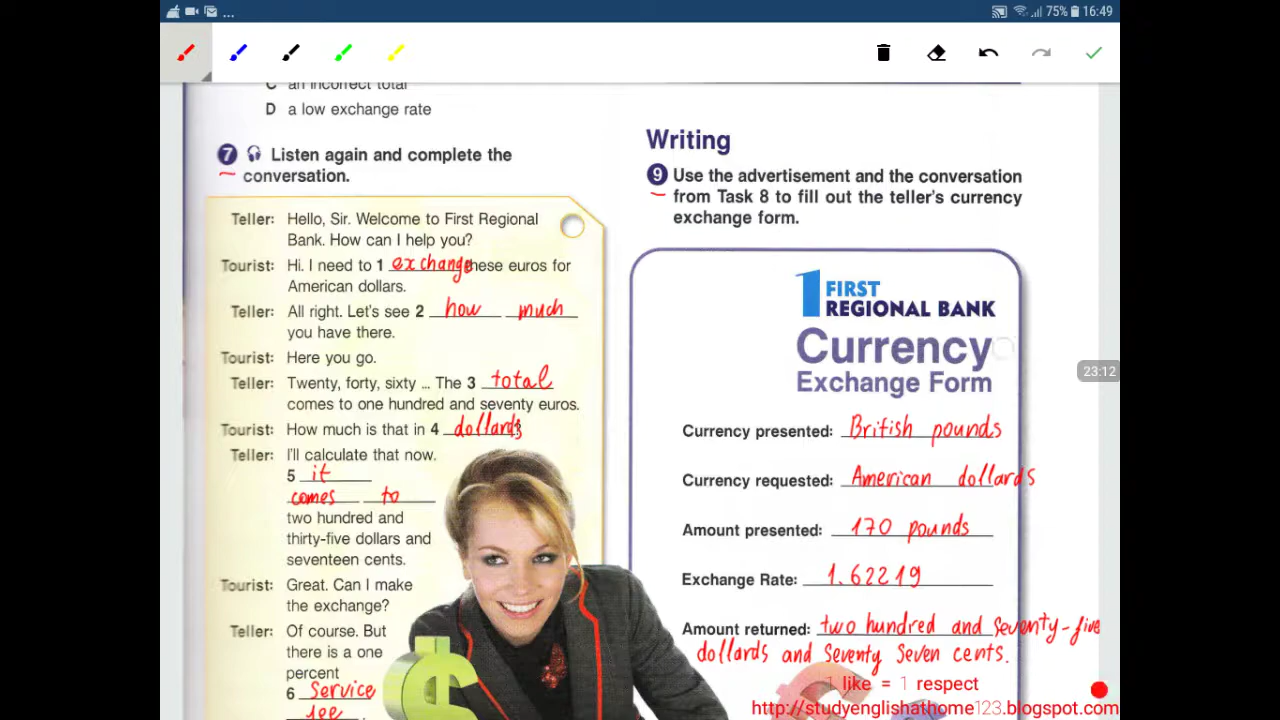 ... 75% 16:49
C an incorrect total
D a low exchange rate
7 Listen again and complete the
conversation.
Teller: Hello, Sir. Welcome to First Regional
Bank. How can I help you?
Tourist: Hi. I need to 1 exchange these euros for
American dollars.
Teller: All right. Let's see 2 how much
you have there.
Tourist: Here you go.
Teller: Twenty, forty, sixty ... The 3 total
comes to one hundred and seventy euros.
Tourist: How much is that in 4 dollards?
Teller: I'll calculate that now.
5 it
comes to
two hundred and
thirty-five dollars and
seventeen cents.
Tourist: Great. Can I make
the exchange?
Teller: Of course. But
there is a one
percent
6 service
fee.
Writing
9 Use the advertisement and the conversation
from Task 8 to fill out the teller's currency
exchange form.
1 FIRST
REGIONAL BANK
Currency
Exchange Form
Currency presented: British pounds
Currency requested: American dollards
Amount presented: 170 pounds
Exchange Rate: 1.62219
Amount returned: two hundred and seventy-five
dollards and seventy seven cents.
23:12
1 like = 1 respect
http://studyenglishathome123.blogspot.com